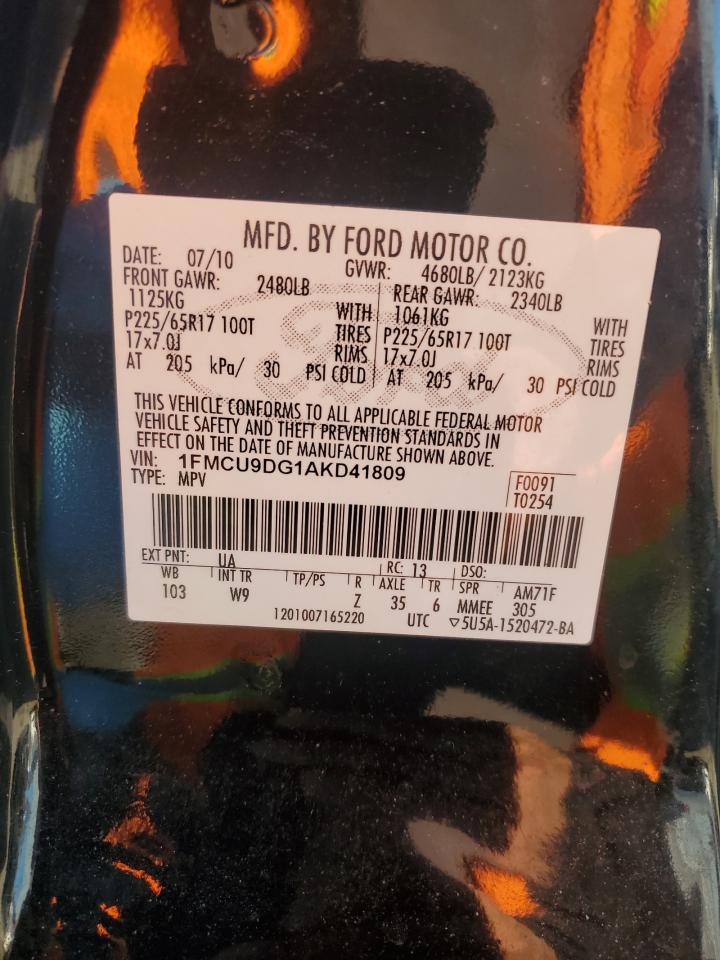 MFD. BY FORD MOTOR CO.
DATE: 07/10 GVWR: 4680LB/ 2123KG
FRONT GAWR: 2480LB REAR GAWR: 2340LB
1125KG WITH 1061KG WITH
P225/65R17 100T TIRES P225/65R17 100T TIRES
17x7.0J RIMS 17x7.0J RIMS
AT 205 kPa/ 30 PSI COLD AT 205 kPa/ 30 PSI COLD
THIS VEHICLE CONFORMS TO ALL APPLICABLE FEDERAL MOTOR
VEHICLE SAFETY AND THEFT PREVENTION STANDARDS IN
EFFECT ON THE DATE OF MANUFACTURE SHOWN ABOVE.
VIN: 1FMCU9DG1AKD41809
TYPE: MPV F0091
T0254
EXT PNT: UA RC: 13 DSO:
WB INT TR TP/PS R AXLE TR SPR AM71F
103 W9 Z 35 6 MMEE 305
1201007165220 UTC ▽5U5A-1520472-BA
Ford